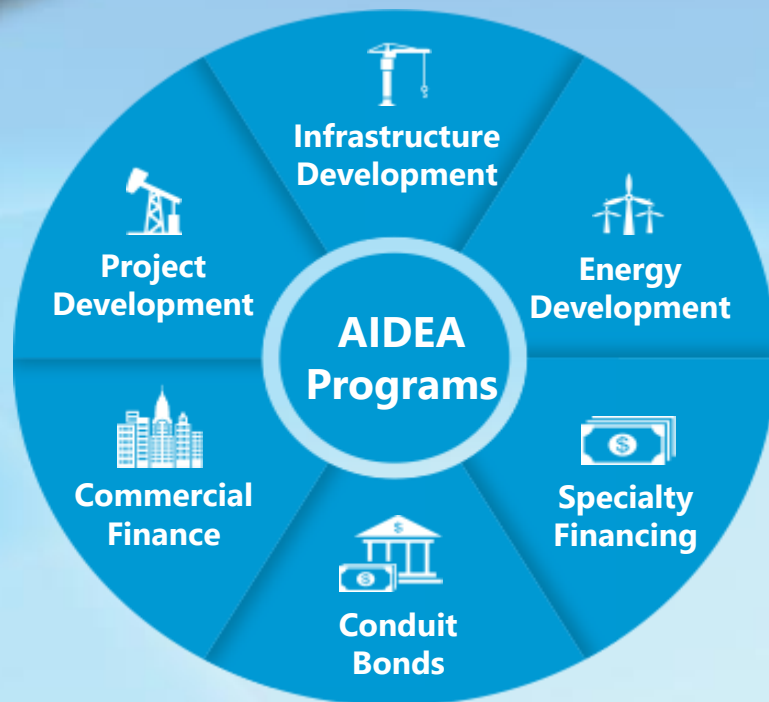 Infrastructure
Development
Project
Development
Energy
Development
AIDEA
Programs
Commercial
Finance
Specialty
Financing
Conduit
Bonds